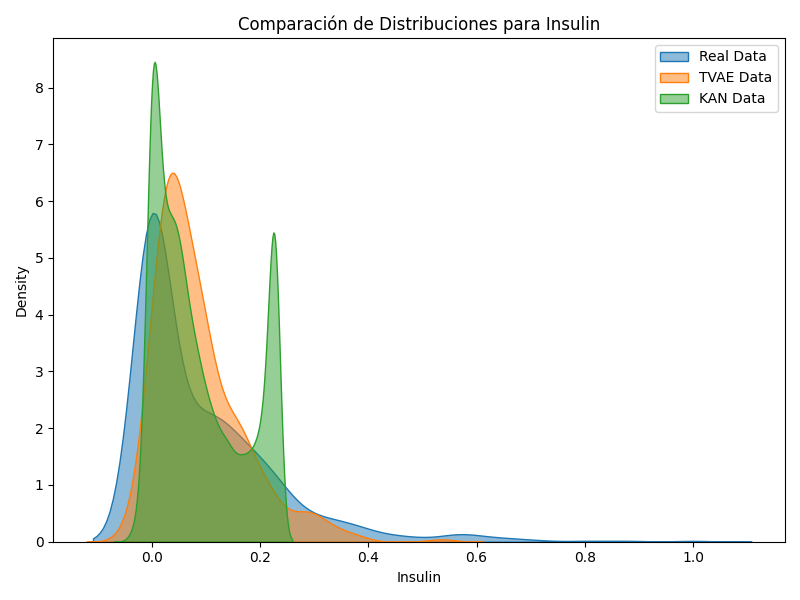 Comparación de Distribuciones para Insulin
Real Data
TVAE Data
KAN Data
Density
8
7
6
5
4
3
2
1
0
0.0 0.2 0.4 0.6 0.8 1.0
Insulin